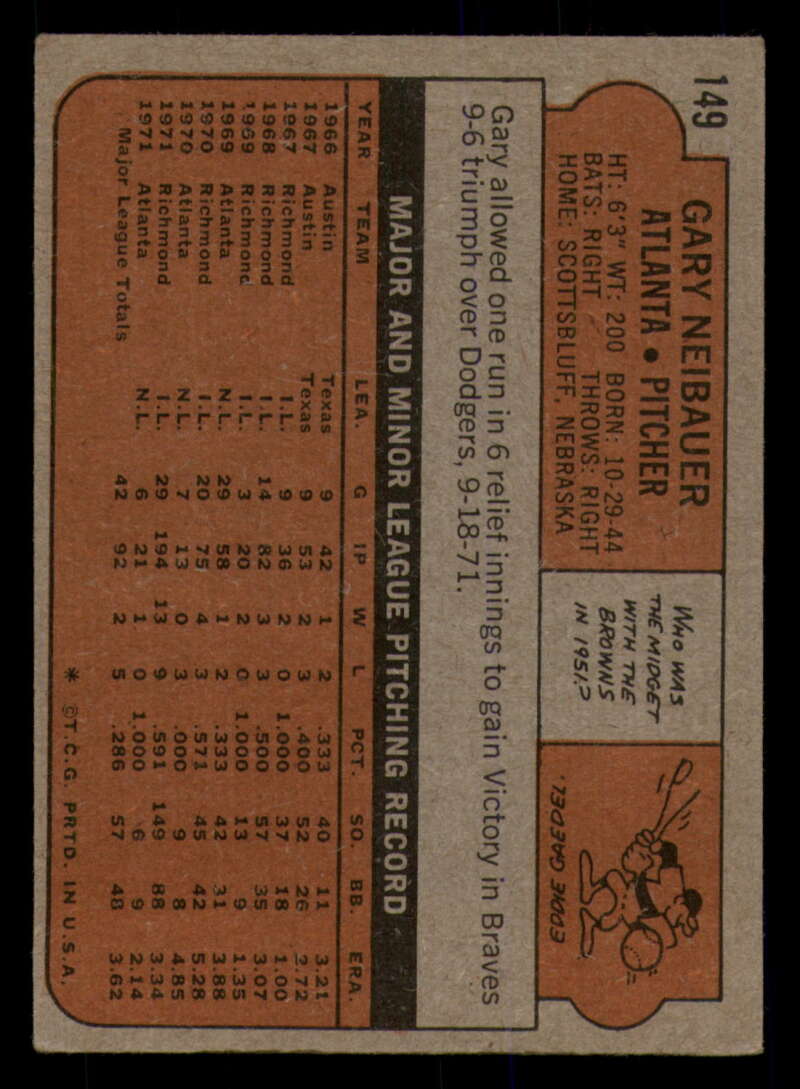 149
GARY NEIBAUER
ATLANTA • PITCHER
HT: 6'3" WT: 200 BORN: 10-29-44
BATS: RIGHT THROWS: RIGHT
HOME: SCOTTSBLUFF, NEBRASKA
WHO WAS
THE MIDGET
WITH THE
BROWNS
IN 1951?
EDDIE GAEDEL.
Gary allowed one run in 6 relief innings to gain Victory in Braves
9-6 triumph over Dodgers, 9-18-71.
MAJOR AND MINOR LEAGUE PITCHING RECORD
YEAR TEAM LEA. G IP W L PCT. SO. BB. ERA.
1966 Austin Texas 9 42 1 2 .333 40 11 3.21
1967 Austin Texas 9 53 2 3 .400 52 26 3.72
1967 Richmond I.L. 9 36 2 0 1.000 37 18 1.00
1968 Richmond I.L. 14 82 3 3 .500 57 35 3.07
1969 Richmond I.L. 3 20 2 0 1.000 13 9 1.35
1969 Atlanta N.L. 29 58 1 2 .333 42 31 3.88
1970 Richmond I.L. 20 75 4 3 .571 45 42 5.28
1970 Atlanta N.L. 7 13 0 3 .000 9 8 4.85
1971 Richmond I.L. 29 194 13 9 .591 149 88 3.34
1971 Atlanta N.L. 6 21 1 0 1.000 6 9 2.14
Major League Totals 42 92 2 5 .286 57 48 3.62
* ©T.C.G. PRTD. IN U.S.A.